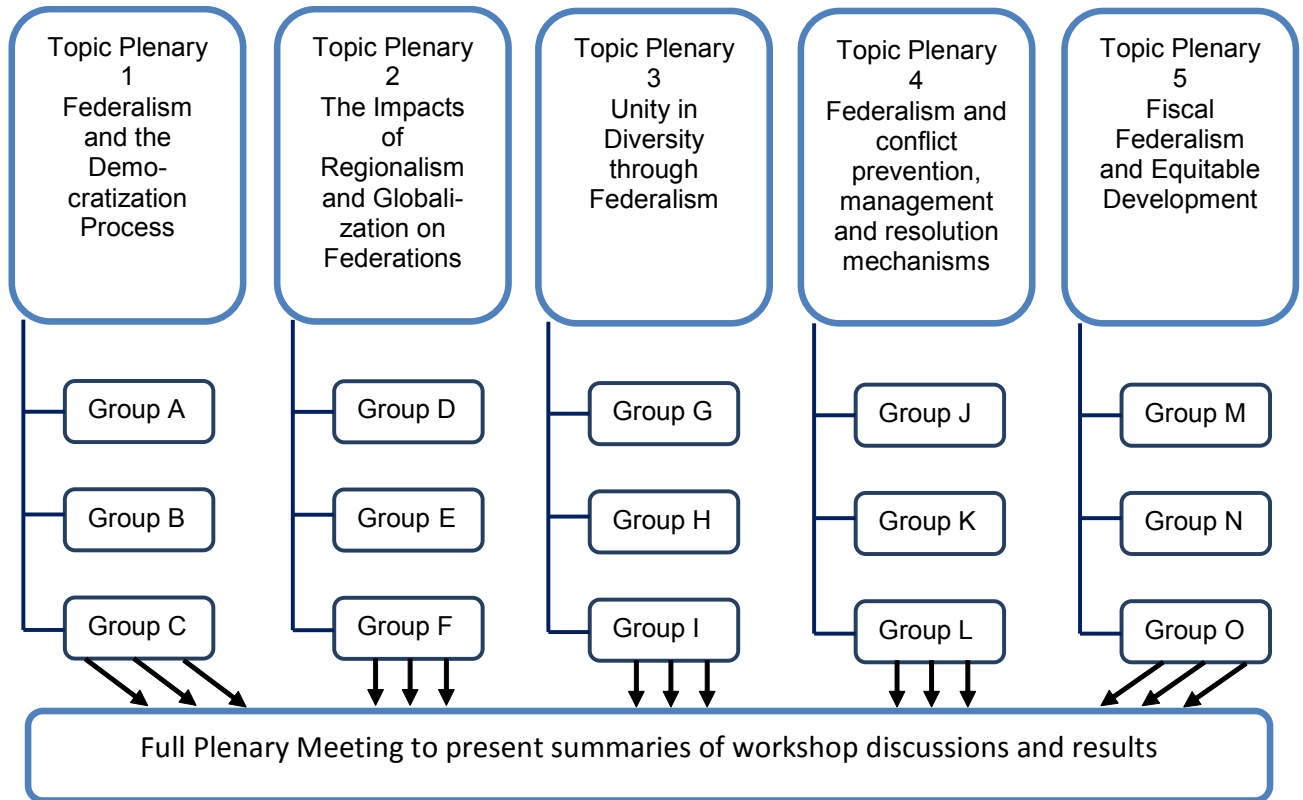 Topic Plenary
1
Federalism
and the
Demo-
cratization
Process
Topic Plenary
2
The Impacts
of
Regionalism
and Globali-
zation on
Federations
Topic Plenary
3
Unity in
Diversity
through
Federalism
Topic Plenary
4
Federalism and
conflict
prevention,
management
and resolution
mechanisms
Topic Plenary
5
Fiscal
Federalism
and Equitable
Development
Group A
Group D
Group G
Group J
Group M
Group B
Group E
Group H
Group K
Group N
Group C
Group F
Group I
Group L
Group O
Full Plenary Meeting to present summaries of workshop discussions and results